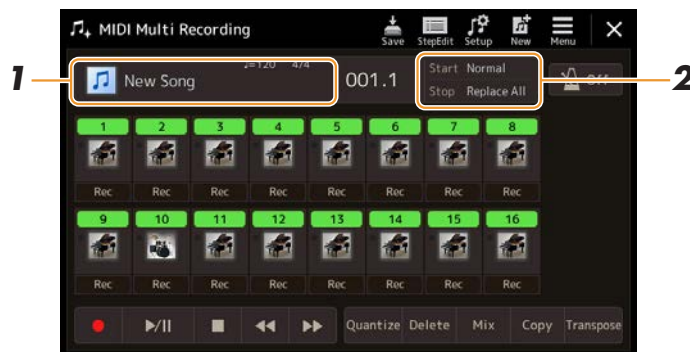 MIDI Multi Recording
Save StepEdit Setup New Menu
1
New Song
♩=120 4/4
001.1
Start Normal
Stop Replace All
Off
2
1 2 3 4 5 6 7 8
Rec Rec Rec Rec Rec Rec Rec Rec
9 10 11 12 13 14 15 16
Rec Rec Rec Rec Rec Rec Rec Rec
Quantize Delete Mix Copy Transpose